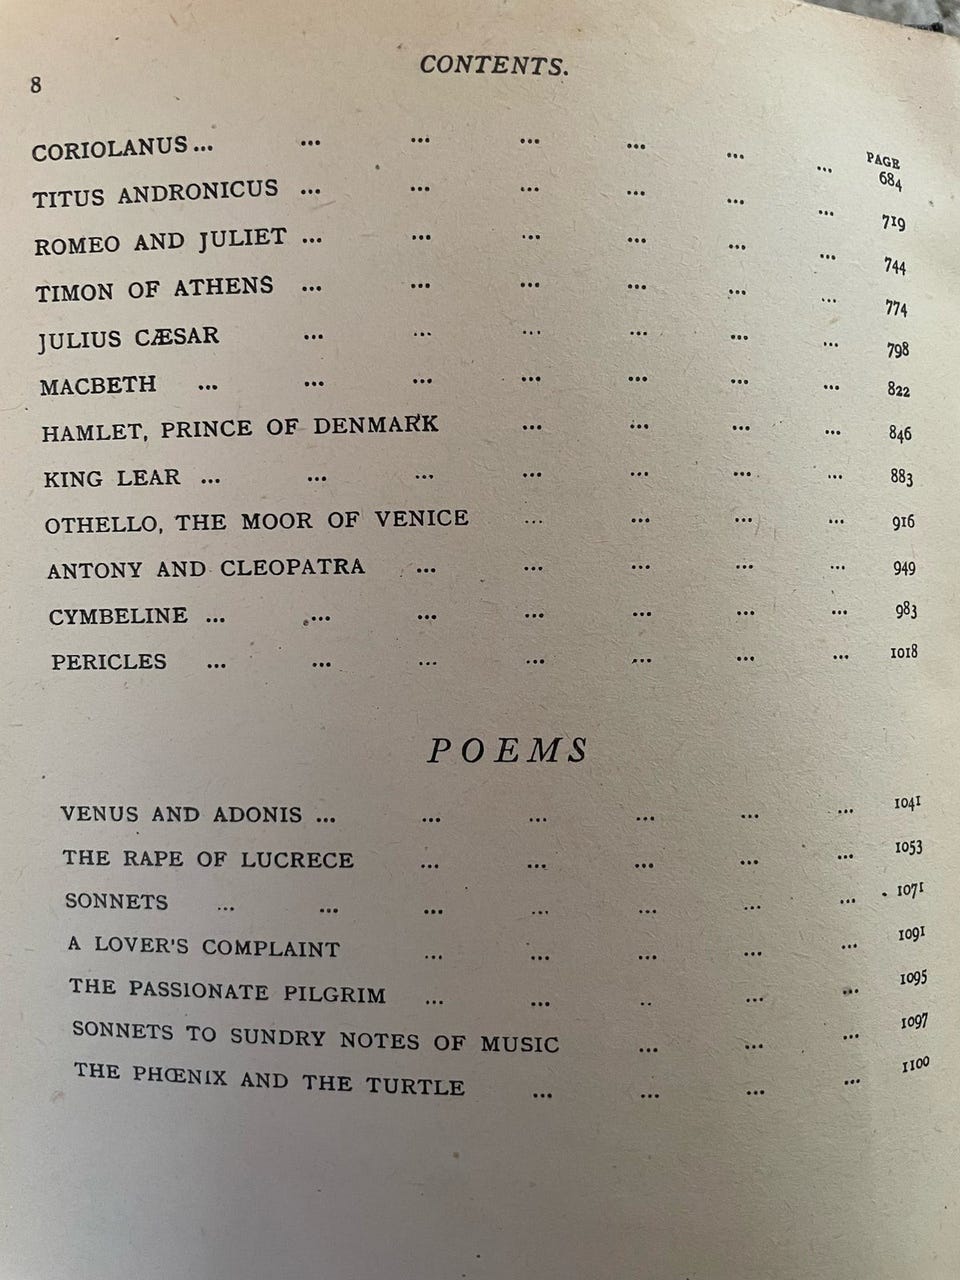 8 CONTENTS.
PAGE
CORIOLANUS ... ... ... ... ... ... ... 684
TITUS ANDRONICUS ... ... ... ... ... ... 719
ROMEO AND JULIET ... ... ... ... ... ... 744
TIMON OF ATHENS ... ... ... ... ... ... 774
JULIUS CÆSAR ... ... ... ... ... ... 798
MACBETH ... ... ... ... ... ... ... 822
HAMLET, PRINCE OF DENMARK ... ... ... ... 846
KING LEAR ... ... ... ... ... ... ... 883
OTHELLO, THE MOOR OF VENICE ... ... ... ... 916
ANTONY AND CLEOPATRA ... ... ... ... ... 949
CYMBELINE ... ... ... ... ... ... ... 983
PERICLES ... ... ... ... ... ... ... 1018
POEMS
VENUS AND ADONIS ... ... ... ... ... ... 1041
THE RAPE OF LUCRECE ... ... ... ... ... 1053
SONNETS ... ... ... ... ... ... ... 1071
A LOVER'S COMPLAINT ... ... ... ... ... 1091
THE PASSIONATE PILGRIM ... ... .. ... ... 1095
SONNETS TO SUNDRY NOTES OF MUSIC ... ... ... 1097
THE PHŒNIX AND THE TURTLE ... ... ... ... 1100